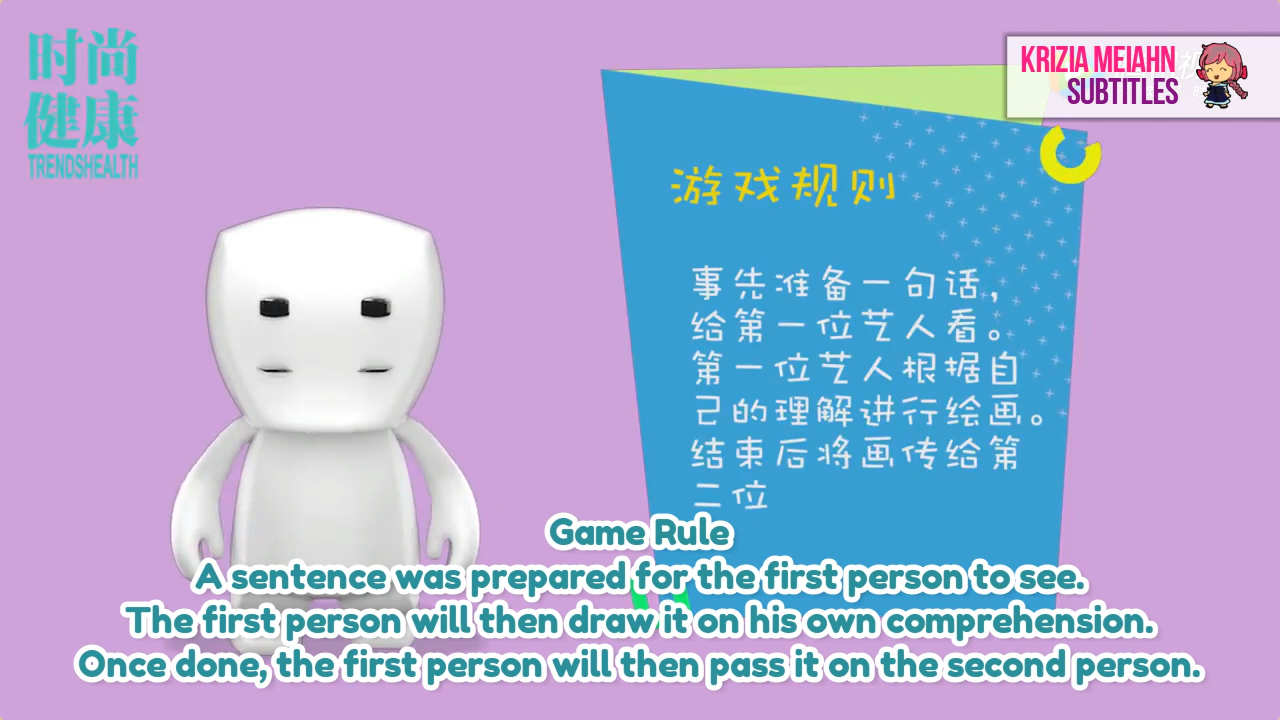 时尚
健康
TRENDSHEALTH
KRIZIA MEIAHN
SUBTITLES
游戏规则
事先准备一句话，
给第一位艺人看。
第一位艺人根据自
己的理解进行绘画。
结束后将画传给第
二位
Game Rule
A sentence was prepared for the first person to see.
The first person will then draw it on his own comprehension.
Once done, the first person will then pass it on the second person.